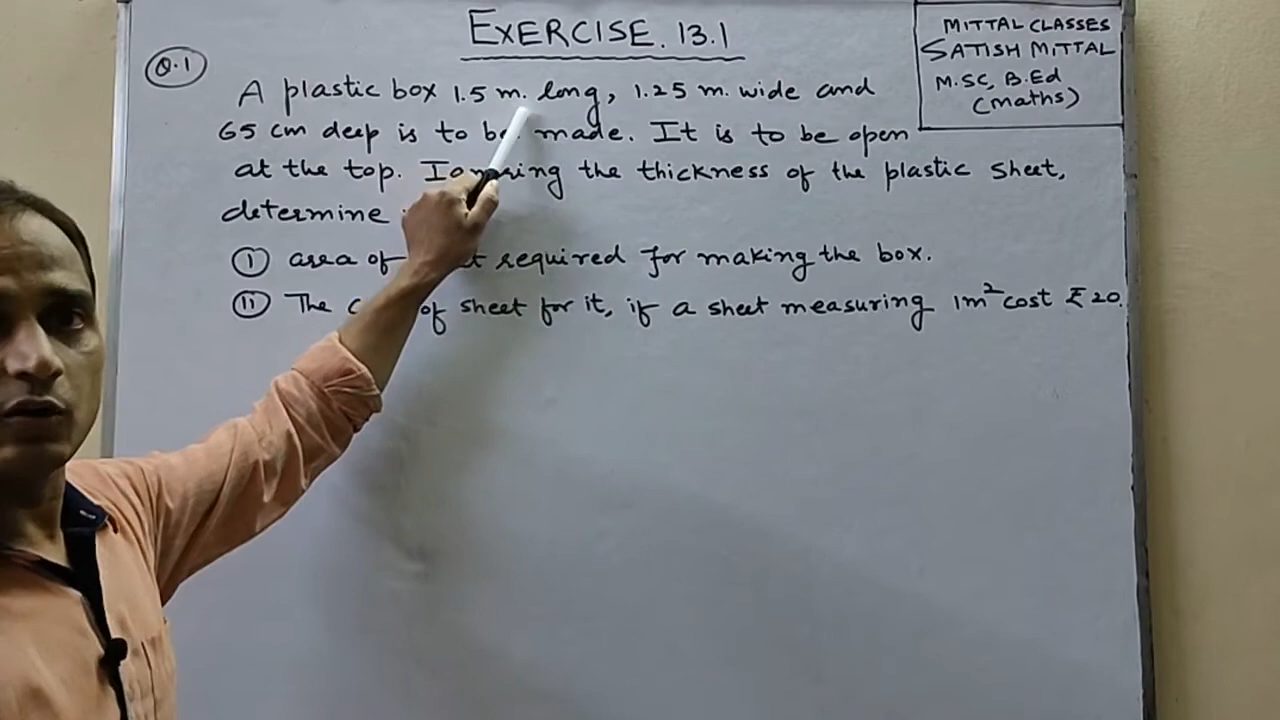 EXERCISE. 13.1
MITTAL CLASSES
SATISH MITTAL
M.SC, B.Ed
(maths)
Q.1
A plastic box 1.5 m. long, 1.25 m. wide and
65 cm deep is to be made. It is to be open
at the top. the thickness of the plastic sheet,
determine
(I) area of required for making the box.
(II) The of sheet for it, if a sheet measuring 1m² cost ₹ 20.